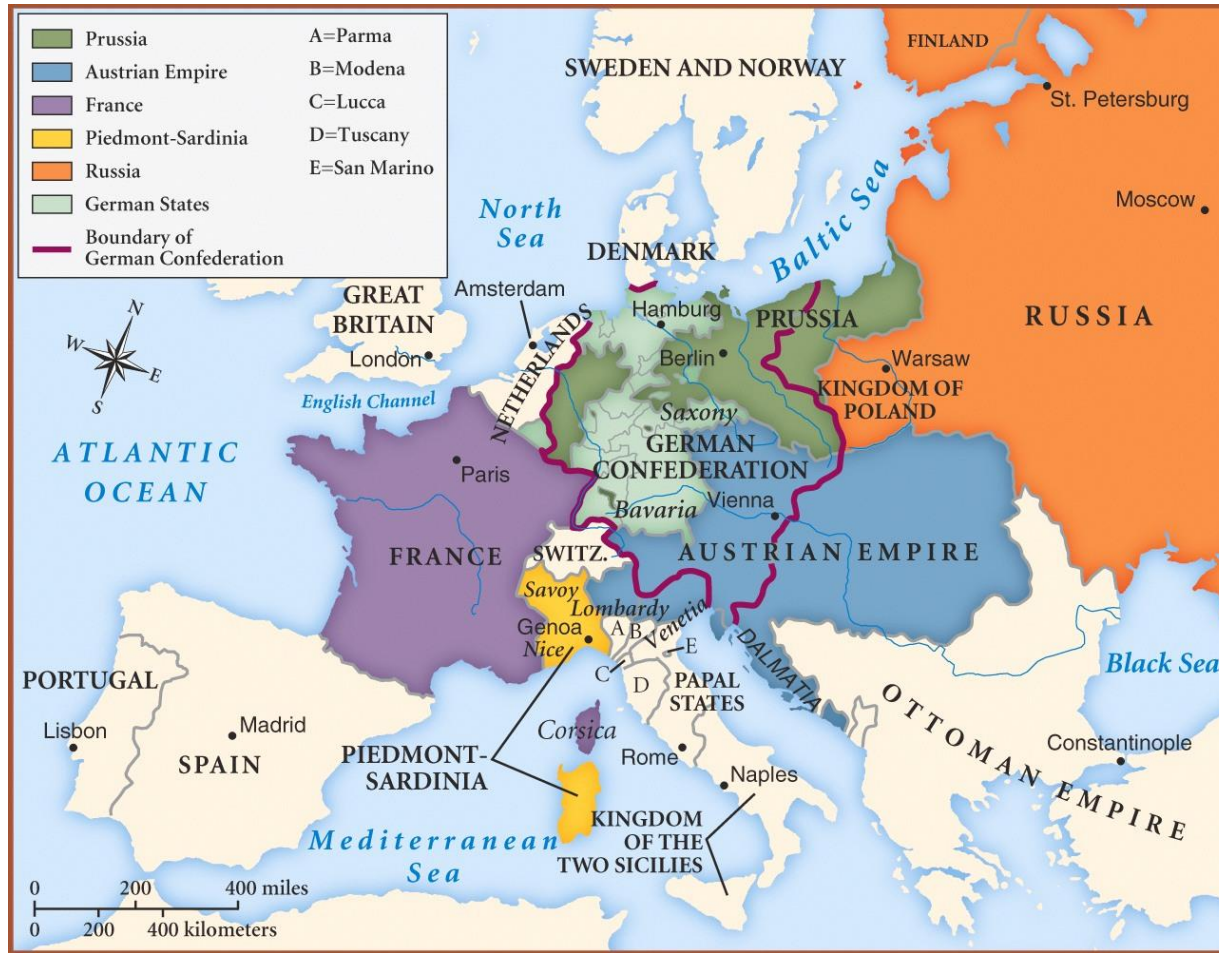 Prussia
Austrian Empire
France
Piedmont-Sardinia
Russia
German States
Boundary of
German Confederation
A=Parma
B=Modena
C=Lucca
D=Tuscany
E=San Marino
FINLAND
SWEDEN AND NORWAY
St. Petersburg
Moscow
North
Sea
Baltic Sea
DENMARK
N
W
E
S
GREAT
BRITAIN
London
Amsterdam
NETHERLANDS
Hamburg
PRUSSIA
Berlin
RUSSIA
Warsaw
KINGDOM OF
POLAND
English Channel
Saxony
GERMAN
CONFEDERATION
ATLANTIC
OCEAN
Paris
Bavaria
Vienna
FRANCE
SWITZ.
AUSTRIAN EMPIRE
Savoy
Lombardy
Genoa
Nice
A
B
Venetia
E
C
D
DALMATIA
Black Sea
PORTUGAL
Lisbon
Madrid
SPAIN
Corsica
PAPAL
STATES
Rome
PIEDMONT-
SARDINIA
Naples
OTTOMAN EMPIRE
Constantinople
KINGDOM
OF THE
TWO SICILIES
Mediterranean
Sea
0 200 400 miles
0 200 400 kilometers